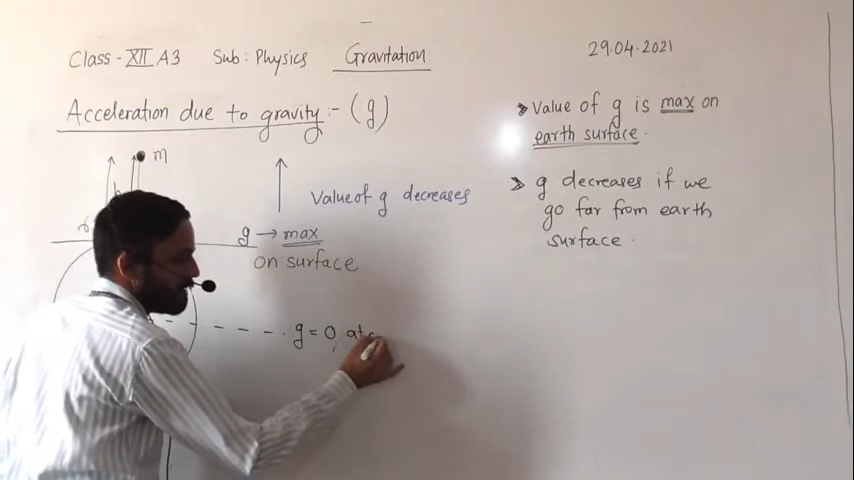 Class - XII A3 Sub: Physics Gravitation
29.04.2021
Acceleration due to gravity :- (g)
m
h
Value of g decreases
g → max
on surface
g = 0 at
➤ Value of g is max on
earth surface.
➤ g decreases if we
go far from earth
surface.